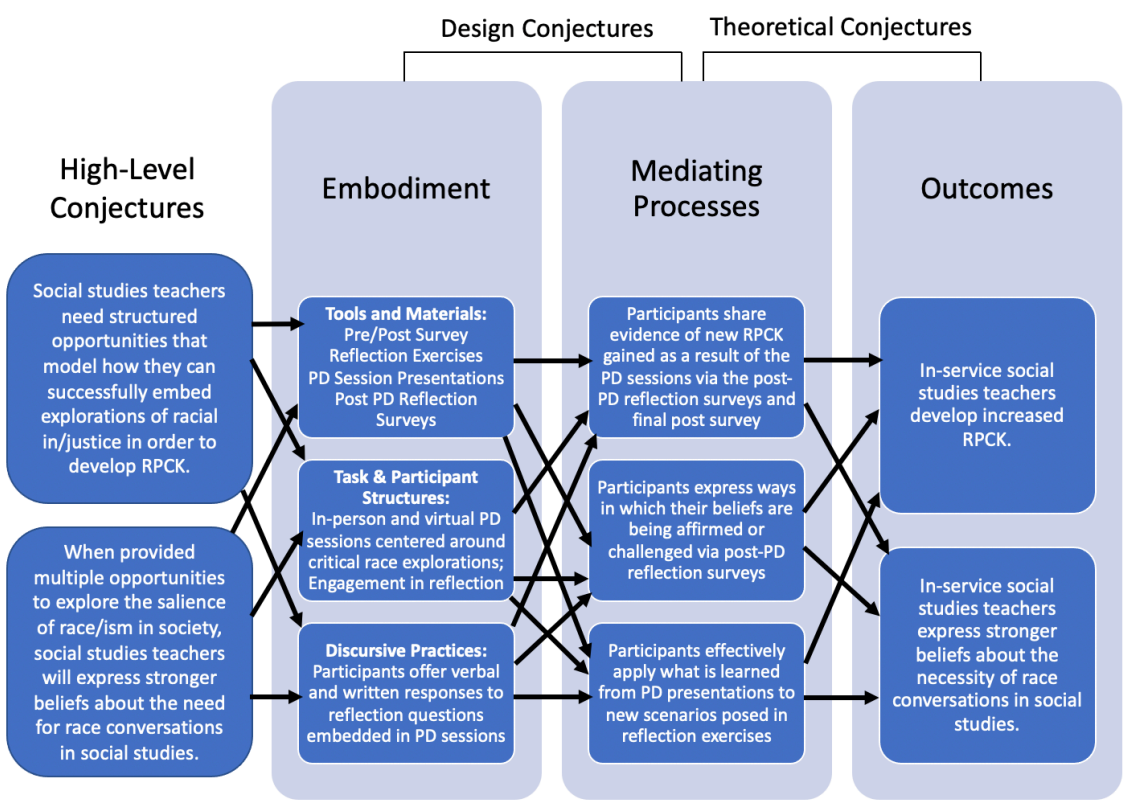 Design Conjectures
Theoretical Conjectures
High-Level
Conjectures
Social studies teachers
need structured
opportunities that
model how they can
successfully embed
explorations of racial
in/justice in order to
develop RPCK.
When provided
multiple opportunities
to explore the salience
of race/ism in society,
social studies teachers
will express stronger
beliefs about the need
for race conversations
in social studies.
Embodiment
Tools and Materials:
Pre/Post Survey
Reflection Exercises
PD Session Presentations
Post PD Reflection
Surveys
Task & Participant
Structures:
In-person and virtual PD
sessions centered around
critical race explorations;
Engagement in reflection
Discursive Practices:
Participants offer verbal
and written responses to
reflection questions
embedded in PD sessions
Mediating
Processes
Participants share
evidence of new RPCK
gained as a result of the
PD sessions via the post-
PD reflection surveys and
final post survey
Participants express ways
in which their beliefs are
being affirmed or
challenged via post-PD
reflection surveys
Participants effectively
apply what is learned
from PD presentations to
new scenarios posed in
reflection exercises
Outcomes
In-service social
studies teachers
develop increased
RPCK.
In-service social
studies teachers
express stronger
beliefs about the
necessity of race
conversations in social
studies.